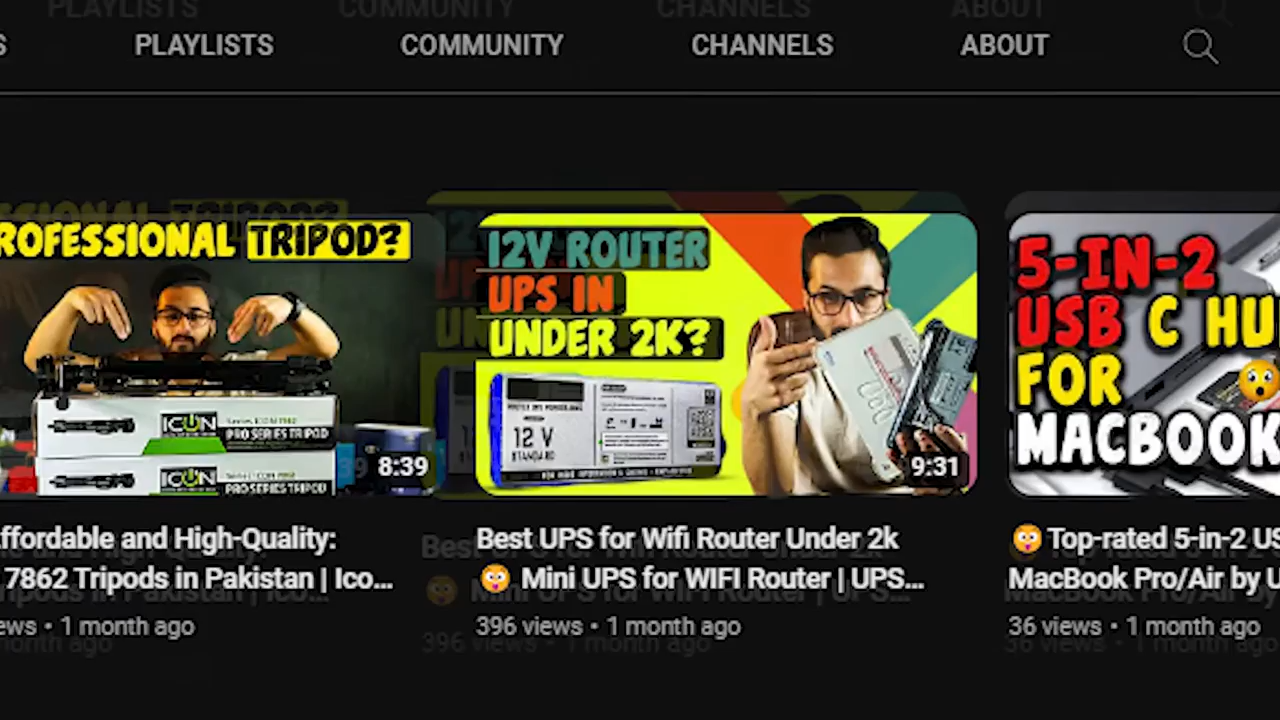 PLAYLISTS COMMUNITY CHANNELS ABOUT
PLAYLISTS COMMUNITY CHANNELS ABOUT
ROFESSIONAL TRIPOD?
ICON
PRO SERIES TRIPOD
ICON
PRO SERIES TRIPOD
8:39
ffordable and High-Quality:
7862 Tripods in Pakistan | Ico...
ews • 1 month ago
12V ROUTER
UPS IN
UNDER 2K?
12 V
9:31
Best UPS for Wifi Router Under 2k
😳 Mini UPS for WIFI Router | UPS...
396 views • 1 month ago
5-IN-2
USB C HU
FOR
MACBOOK
😳 Top-rated 5-in-2 US
MacBook Pro/Air by U
36 views • 1 month ago